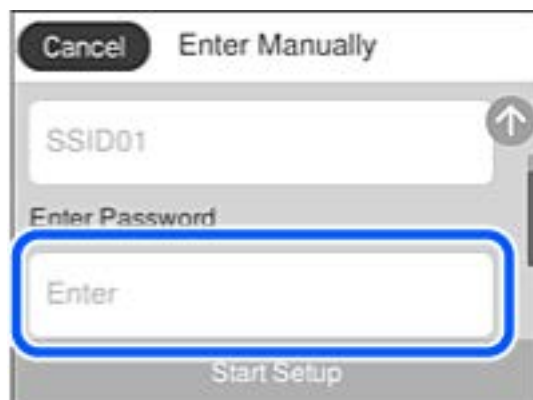 Cancel Enter Manually
SSID01
Enter Password
Enter
Start Setup